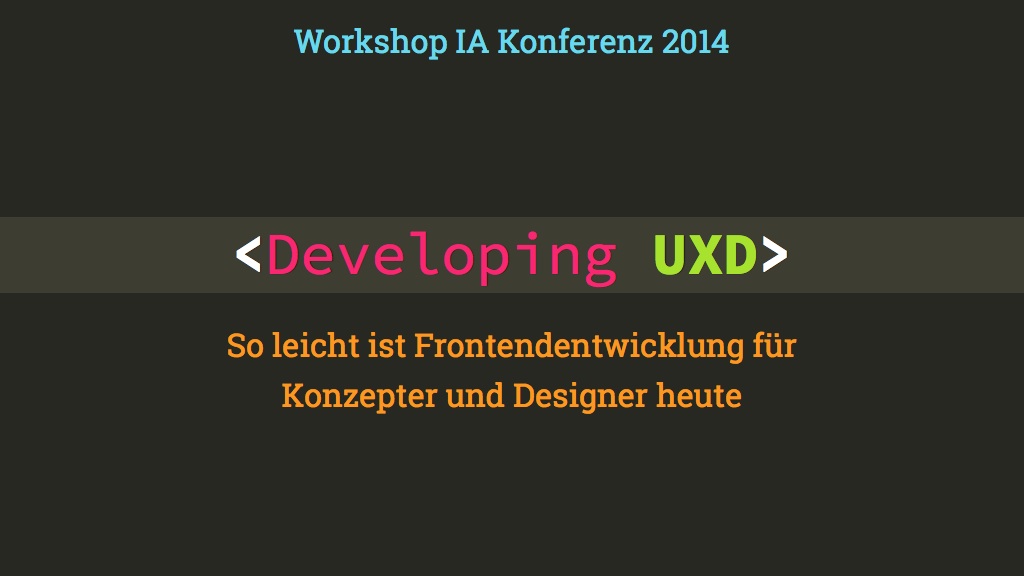 Workshop IA Konferenz 2014
<Developing UXD>
So leicht ist Frontendentwicklung für
Konzepter und Designer heute